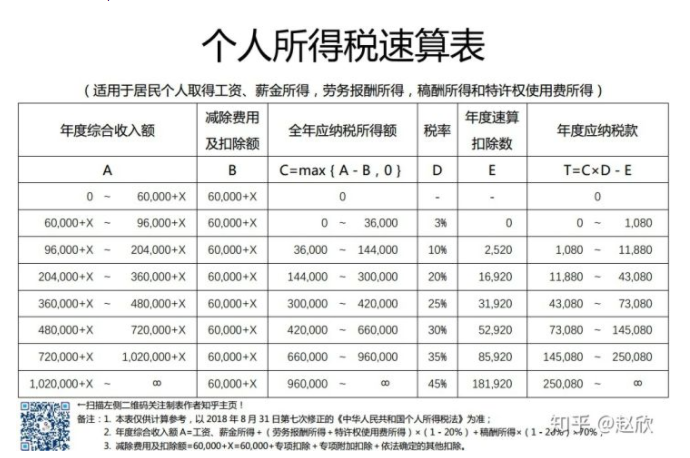 个人所得税速算表
（适用于居民个人取得工资、薪金所得，劳务报酬所得，稿酬所得和特许权使用费所得）
年度综合收入额 减除费用及扣除额 全年应纳税所得额 税率 年度速算扣除数 年度应纳税款
A B C=max { A - B , 0 } D E T=C×D - E
0 ~ 60,000+X 60,000+X 0 - - 0
60,000+X ~ 96,000+X 60,000+X 0 ~ 36,000 3% 0 0 ~ 1,080
96,000+X ~ 204,000+X 60,000+X 36,000 ~ 144,000 10% 2,520 1,080 ~ 11,880
204,000+X ~ 360,000+X 60,000+X 144,000 ~ 300,000 20% 16,920 11,880 ~ 43,080
360,000+X ~ 480,000+X 60,000+X 300,000 ~ 420,000 25% 31,920 43,080 ~ 73,080
480,000+X 720,000+X 60,000+X 420,000 ~ 660,000 30% 52,920 73,080 ~ 145,080
720,000+X 1,020,000+X 60,000+X 660,000 ~ 960,000 35% 85,920 145,080 ~ 250,080
1,020,000+X ~ ∞ 60,000+X 960,000 ~ ∞ 45% 181,920 250,080 ~ ∞
←扫描左侧二维码关注制表作者知乎主页！
备注：1. 本表仅供计算参考，以 2018 年 8 月 31 日第七次修正的《中华人民共和国个人所得税法》为准；
2. 年度综合收入额 A=工资、薪金所得+（劳务报酬所得+特许权使用费所得）×（1 - 20%）+稿酬所得×（1 - 20%）×70%；
3. 减除费用及扣除额=60,000+X=60,000+专项扣除+专项附加扣除+依法确定的其他扣除。
知乎 @赵欣